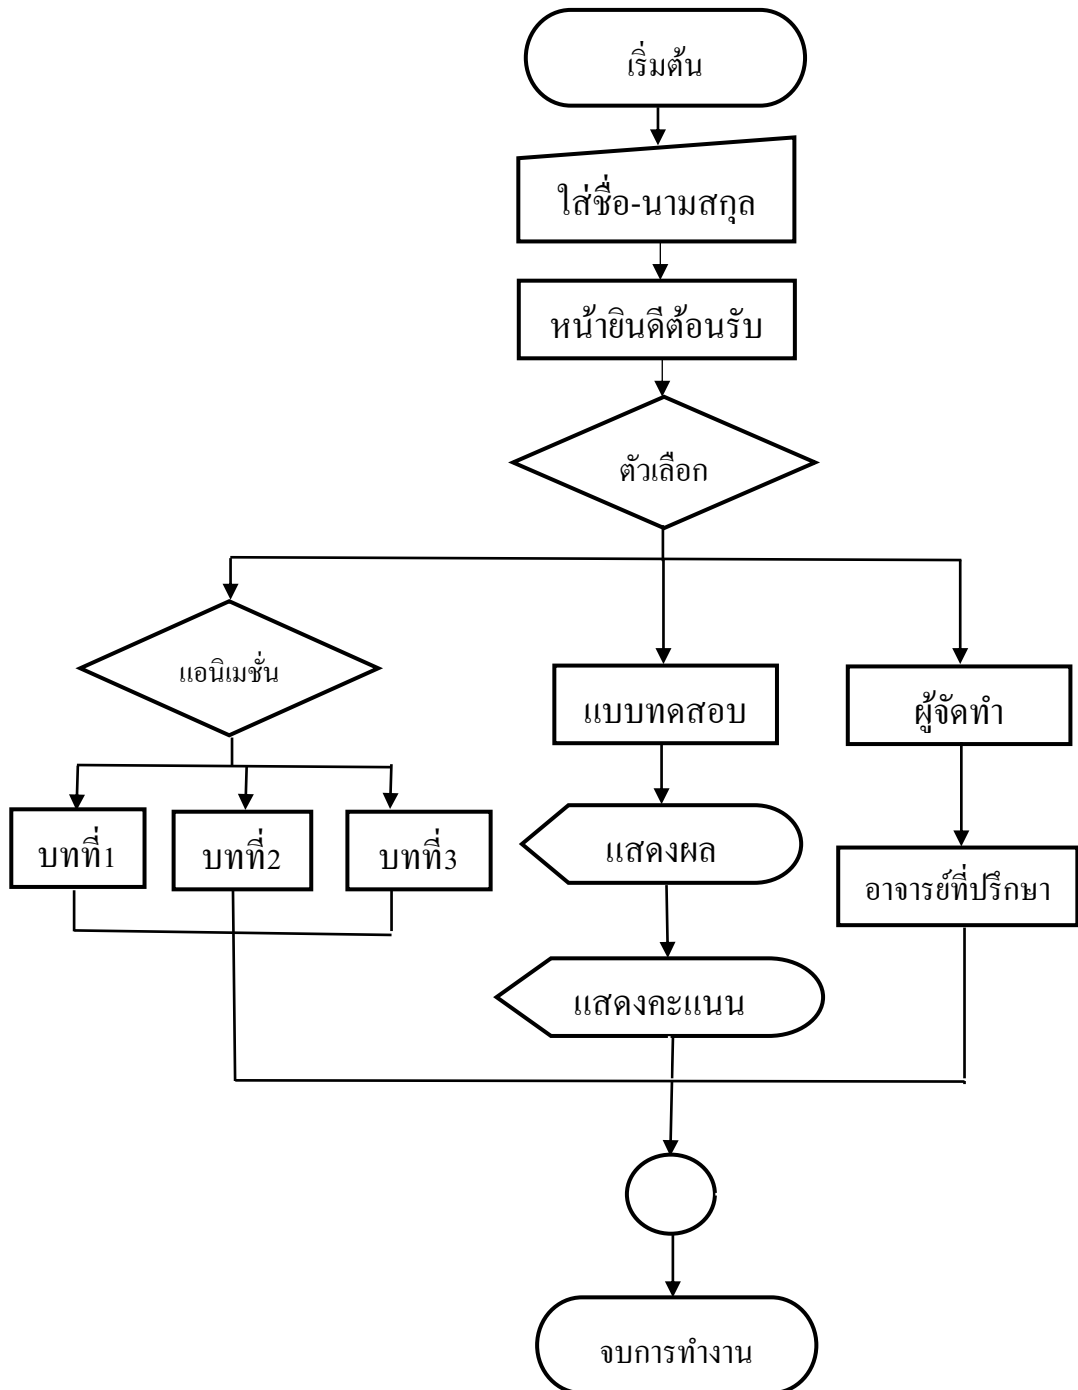 เริ่มต้น
ใส่ชื่อ-นามสกุล
หน้ายินดีต้อนรับ
ตัวเลือก
แอนิเมชั่น
แบบทดสอบ
ผู้จัดทำ
บทที่1
บทที่2
บทที่3
แสดงผล
อาจารย์ที่ปรึกษา
แสดงคะแนน
จบการทำงาน